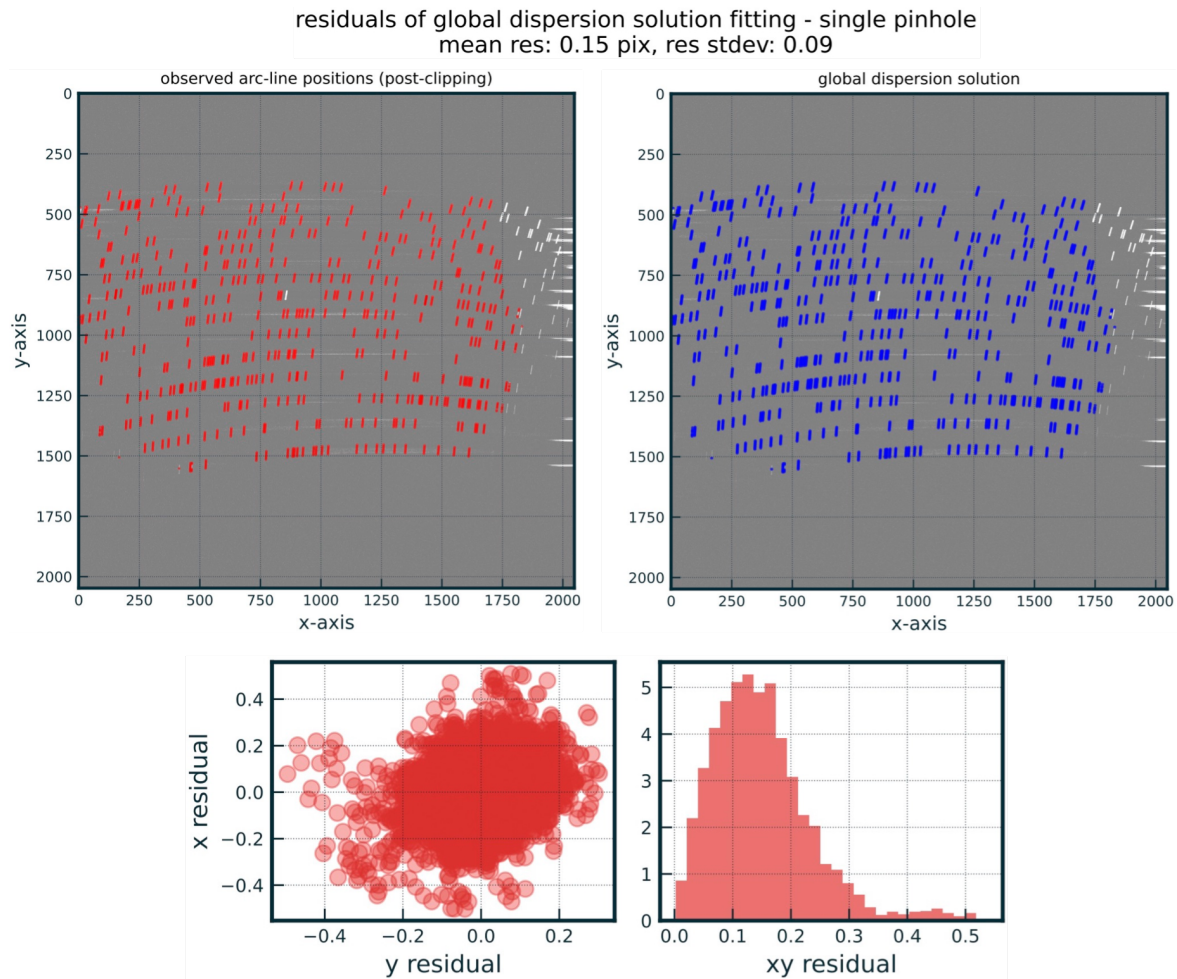 residuals of global dispersion solution fitting - single pinhole
mean res: 0.15 pix, res stdev: 0.09
observed arc-line positions (post-clipping)
global dispersion solution
0
250
500
750
1000
1250
1500
1750
2000
y-axis
0 250 500 750 1000 1250 1500 1750 2000
x-axis
0
250
500
750
1000
1250
1500
1750
2000
y-axis
0 250 500 750 1000 1250 1500 1750 2000
x-axis
0.4
0.2
0.0
−0.2
−0.4
x residual
−0.4 −0.2 0.0 0.2
y residual
5
4
3
2
1
0
0.0 0.1 0.2 0.3 0.4 0.5
xy residual